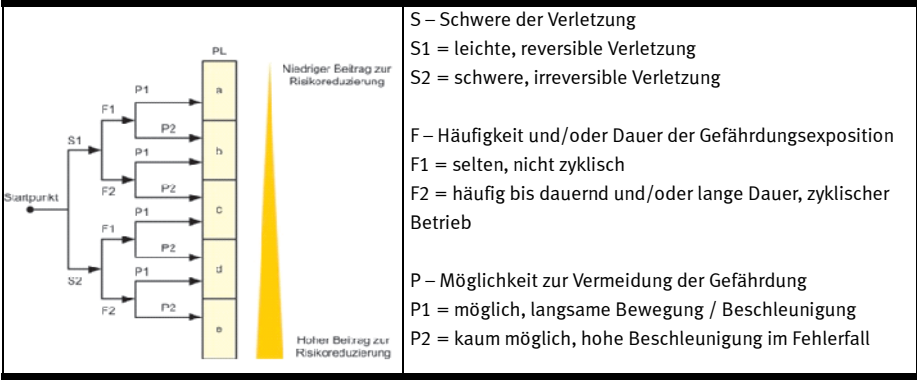 PL
Niedriger Beitrag zur
Risikoreduzierung
a
P1
F1
P2
S1
P1
b
F2
P2
Startpunkt
c
P1
F1
P2
S2
P1
d
F2
P2
e
Hoher Beitrag zur
Risikoreduzierung
S – Schwere der Verletzung
S1 = leichte, reversible Verletzung
S2 = schwere, irreversible Verletzung
F – Häufigkeit und/oder Dauer der Gefährdungsexposition
F1 = selten, nicht zyklisch
F2 = häufig bis dauernd und/oder lange Dauer, zyklischer
Betrieb
P – Möglichkeit zur Vermeidung der Gefährdung
P1 = möglich, langsame Bewegung / Beschleunigung
P2 = kaum möglich, hohe Beschleunigung im Fehlerfall